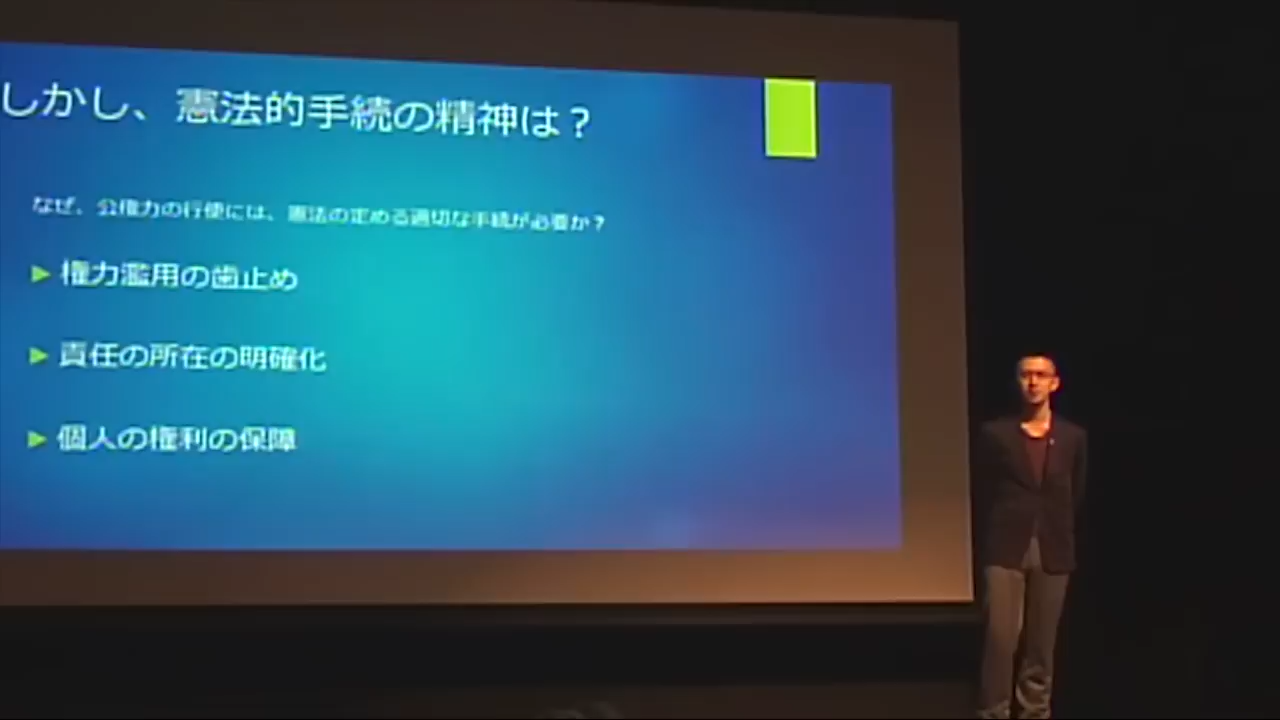 しかし、憲法的手続の精神は？
なぜ、公権力の行使には、憲法の定める適切な手続が必要か？
権力濫用の歯止め
責任の所在の明確化
個人の権利の保障